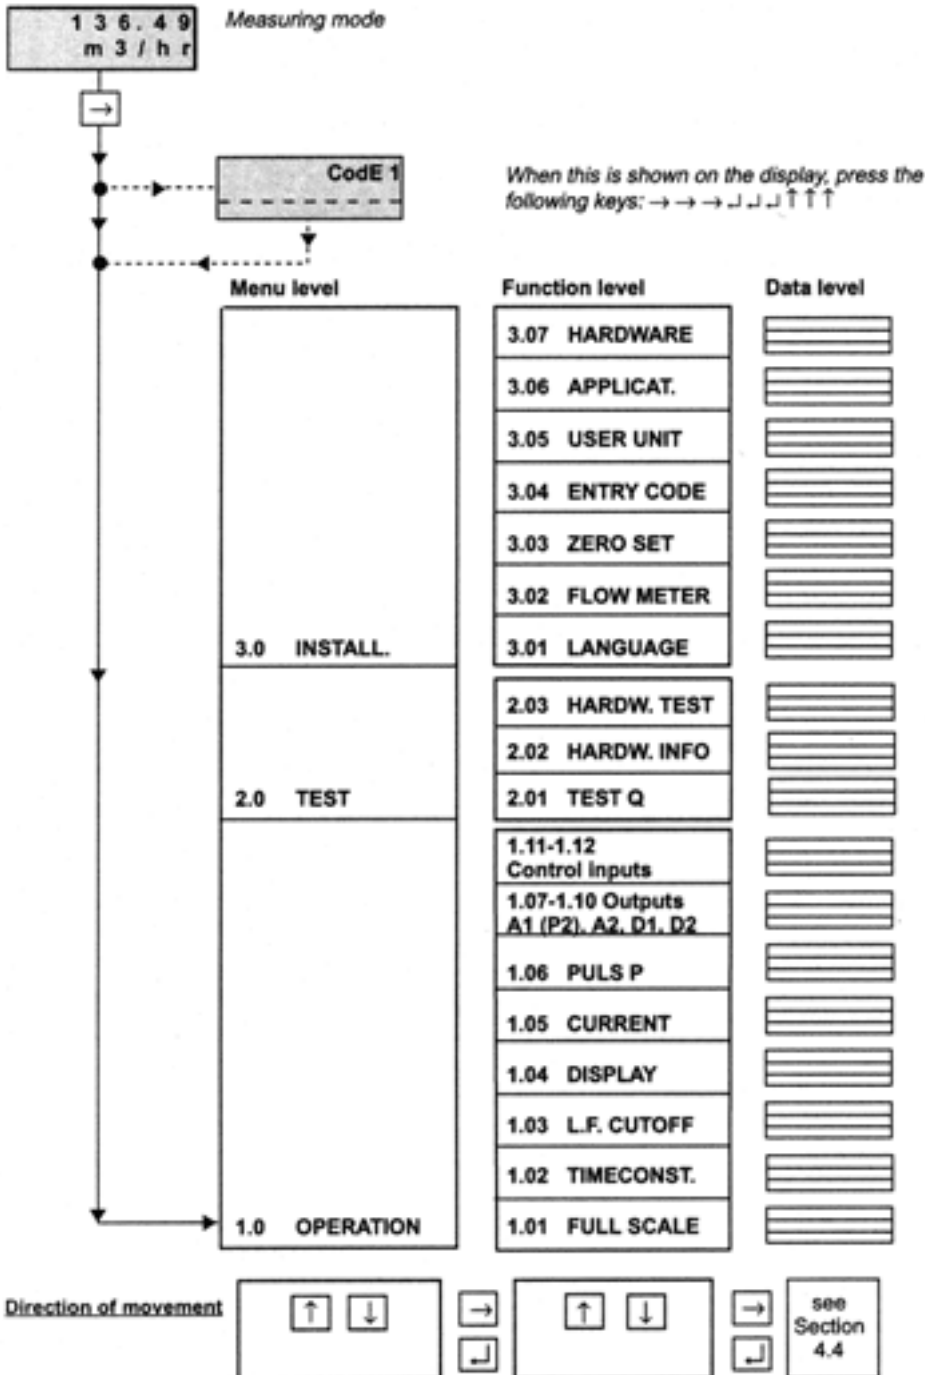 1 3 6 . 4 9
m 3 / h r
Measuring mode
→
CodE 1
When this is shown on the display, press the
following keys: → → → ↵ ↵ ↵ ↑ ↑ ↑
Menu level
Function level
Data level
3.07 HARDWARE
3.06 APPLICAT.
3.05 USER UNIT
3.04 ENTRY CODE
3.03 ZERO SET
3.02 FLOW METER
3.0 INSTALL.
3.01 LANGUAGE
2.03 HARDW. TEST
2.02 HARDW. INFO
2.0 TEST
2.01 TEST Q
1.11-1.12
Control inputs
1.07-1.10 Outputs
A1 (P2), A2, D1, D2
1.06 PULS P
1.05 CURRENT
1.04 DISPLAY
1.03 L.F. CUTOFF
1.02 TIMECONST.
1.0 OPERATION
1.01 FULL SCALE
Direction of movement
↑ ↓ → ↑ ↓ →
↵ ↵
see
Section
4.4